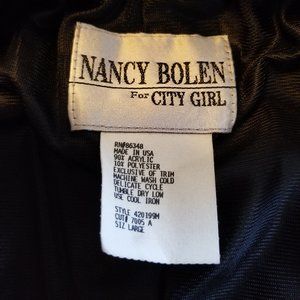 NANCY BOLEN
For CITY GIRL
RN#86348
MADE IN USA
90% ACRYLIC
10% POLYESTER
EXCLUSIVE OF TRIM
MACHINE WASH COLD
DELICATE CYCLE
TUMBLE DRY LOW
USE COOL IRON
STYLE 420199M
CUT# 7005 A
SIZ LARGE